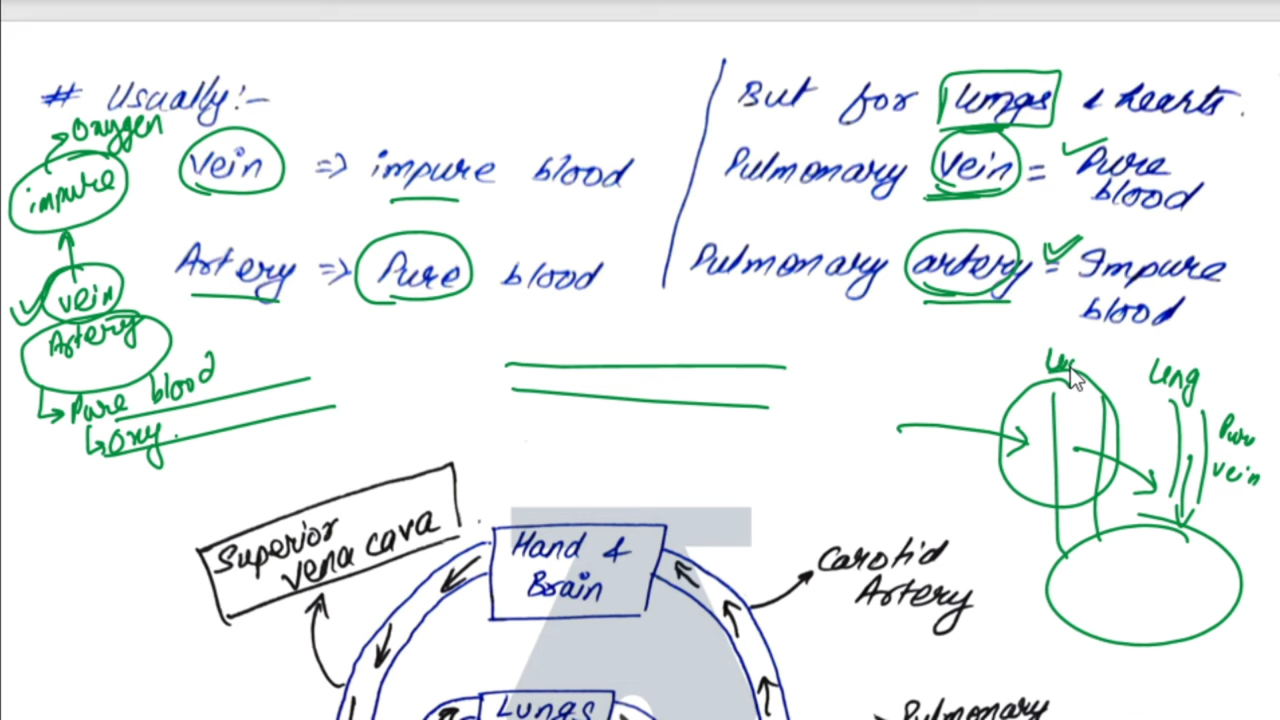 # Usually:-
Oxygen
impure
vein => impure blood
Artery => Pure blood
vein
Artery
Pure blood
Oxy.
But for lungs & hearts.
Pulmonary vein = Pure
blood
Pulmonary artery = Impure
blood
Lung
Pure
vein
Superior
vena cava
Hand &
Brain
Carotid
Artery
Lungs
Pulmonary